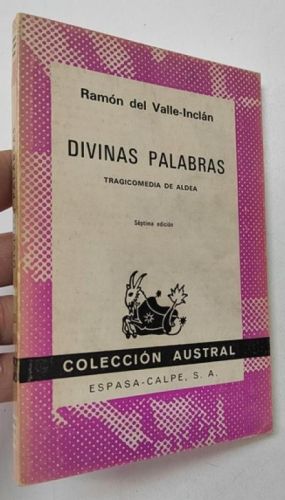 Ramón del Valle-Inclán
DIVINAS PALABRAS
TRAGICOMEDIA DE ALDEA
Séptima edición
COLECCIÓN AUSTRAL
ESPASA-CALPE, S. A.